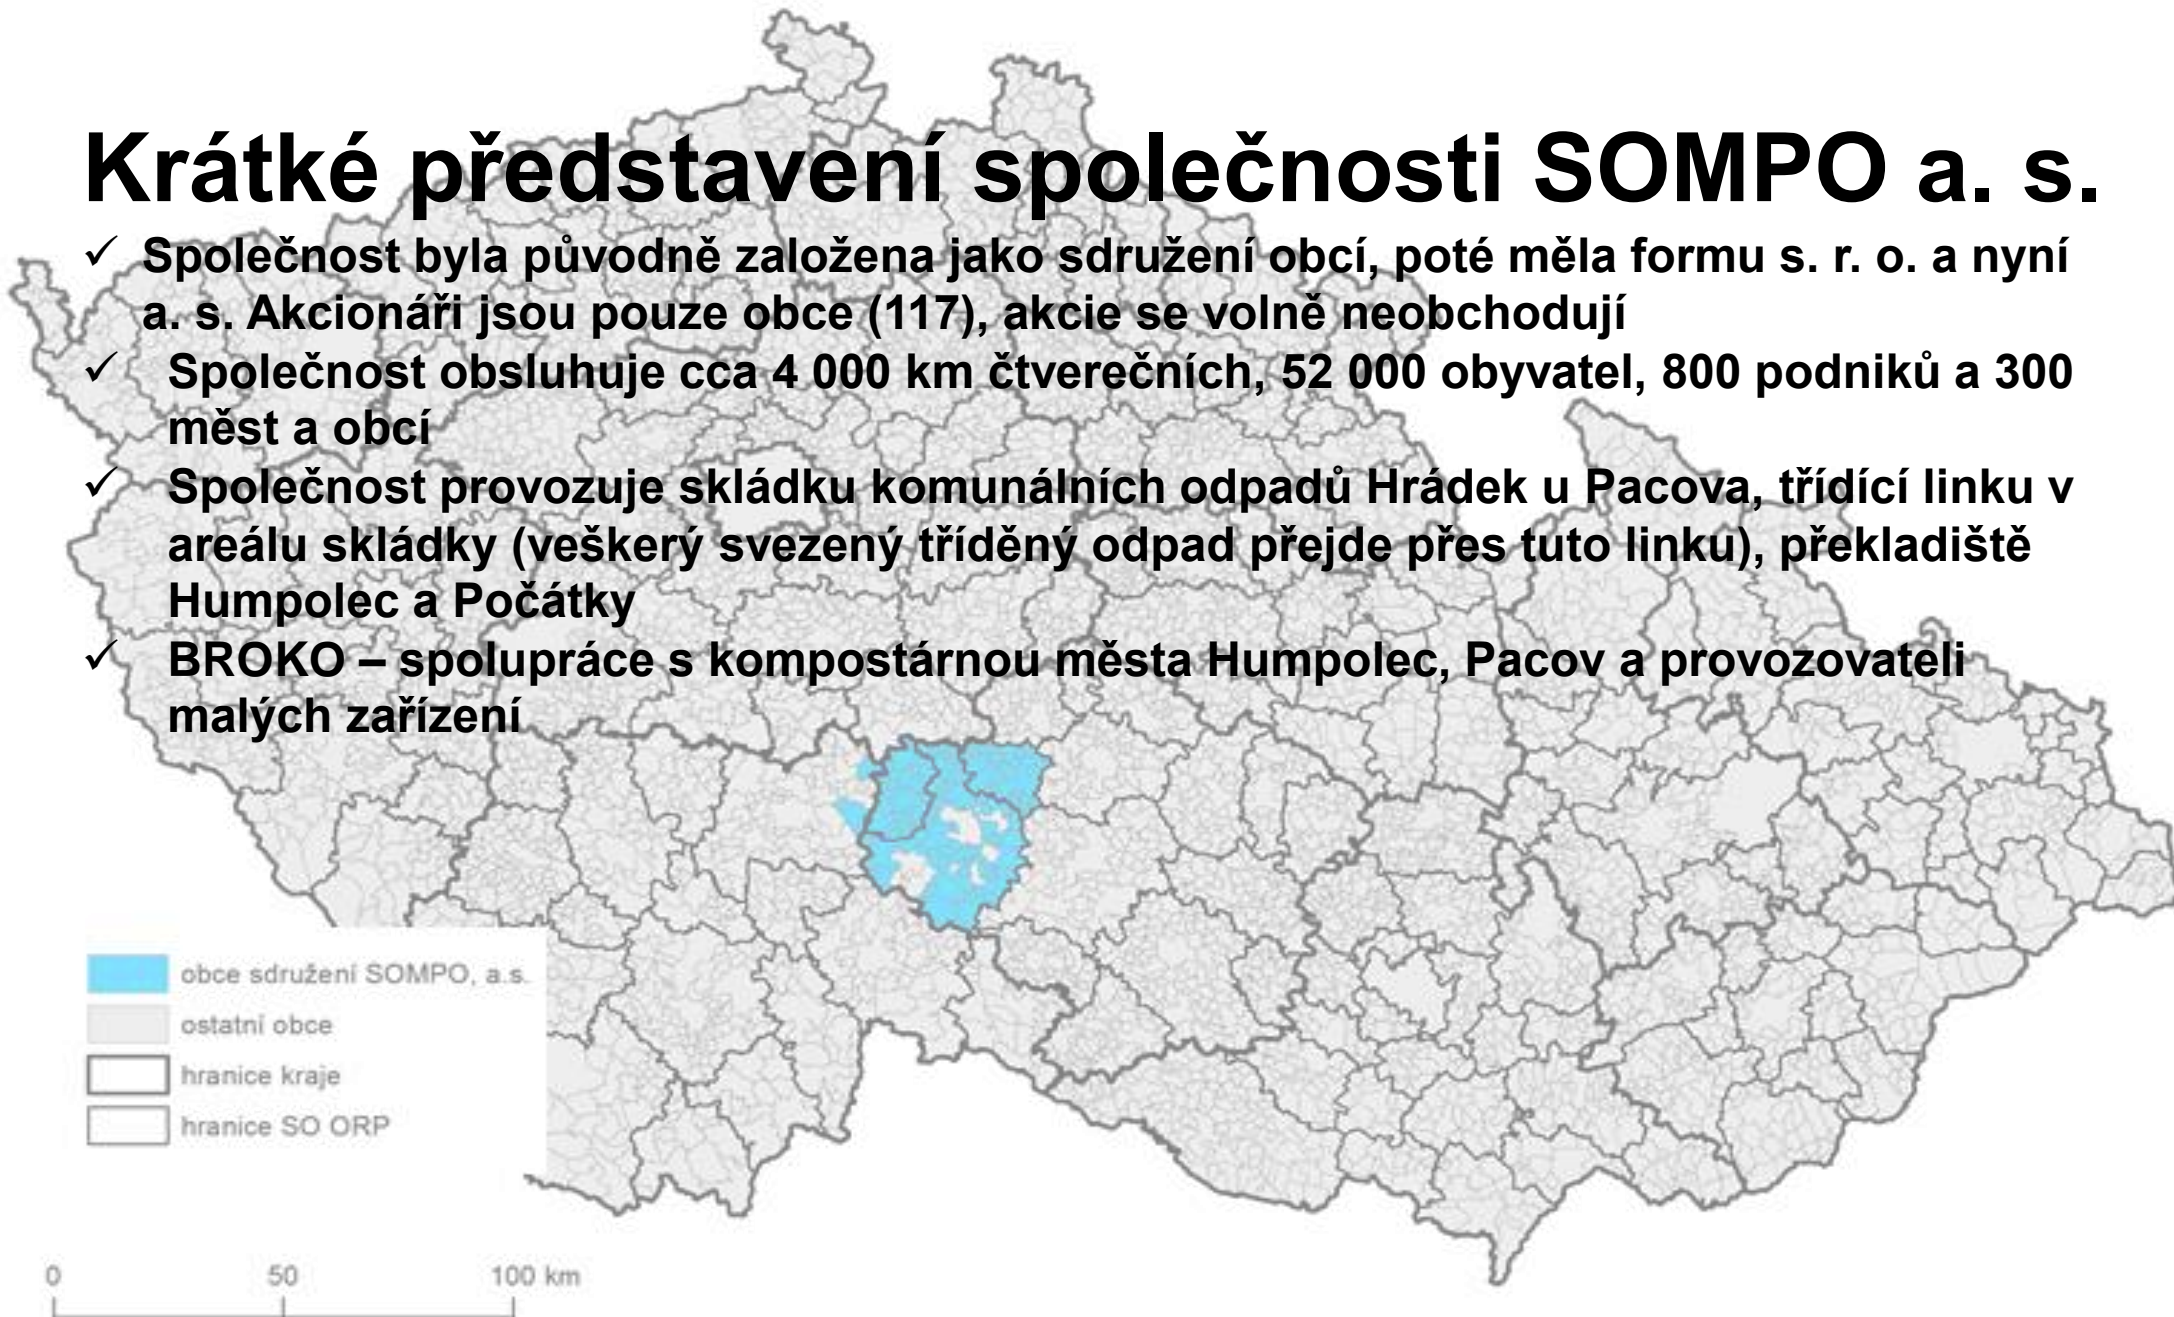 Krátké představení společnosti SOMPO a. s.
✓ Společnost byla původně založena jako sdružení obcí, poté měla formu s. r. o. a nyní
a. s. Akcionáři jsou pouze obce (117), akcie se volně neobchodují
✓ Společnost obsluhuje cca 4 000 km čtverečních, 52 000 obyvatel, 800 podniků a 300
měst a obcí
✓ Společnost provozuje skládku komunálních odpadů Hrádek u Pacova, třídící linku v
areálu skládky (veškerý svezený tříděný odpad přejde přes tuto linku), překladiště
Humpolec a Počátky
✓ BROKO – spolupráce s kompostárnou města Humpolec, Pacov a provozovateli
malých zařízení
obce sdružení SOMPO, a.s.
ostatní obce
hranice kraje
hranice SO ORP
0 50 100 km